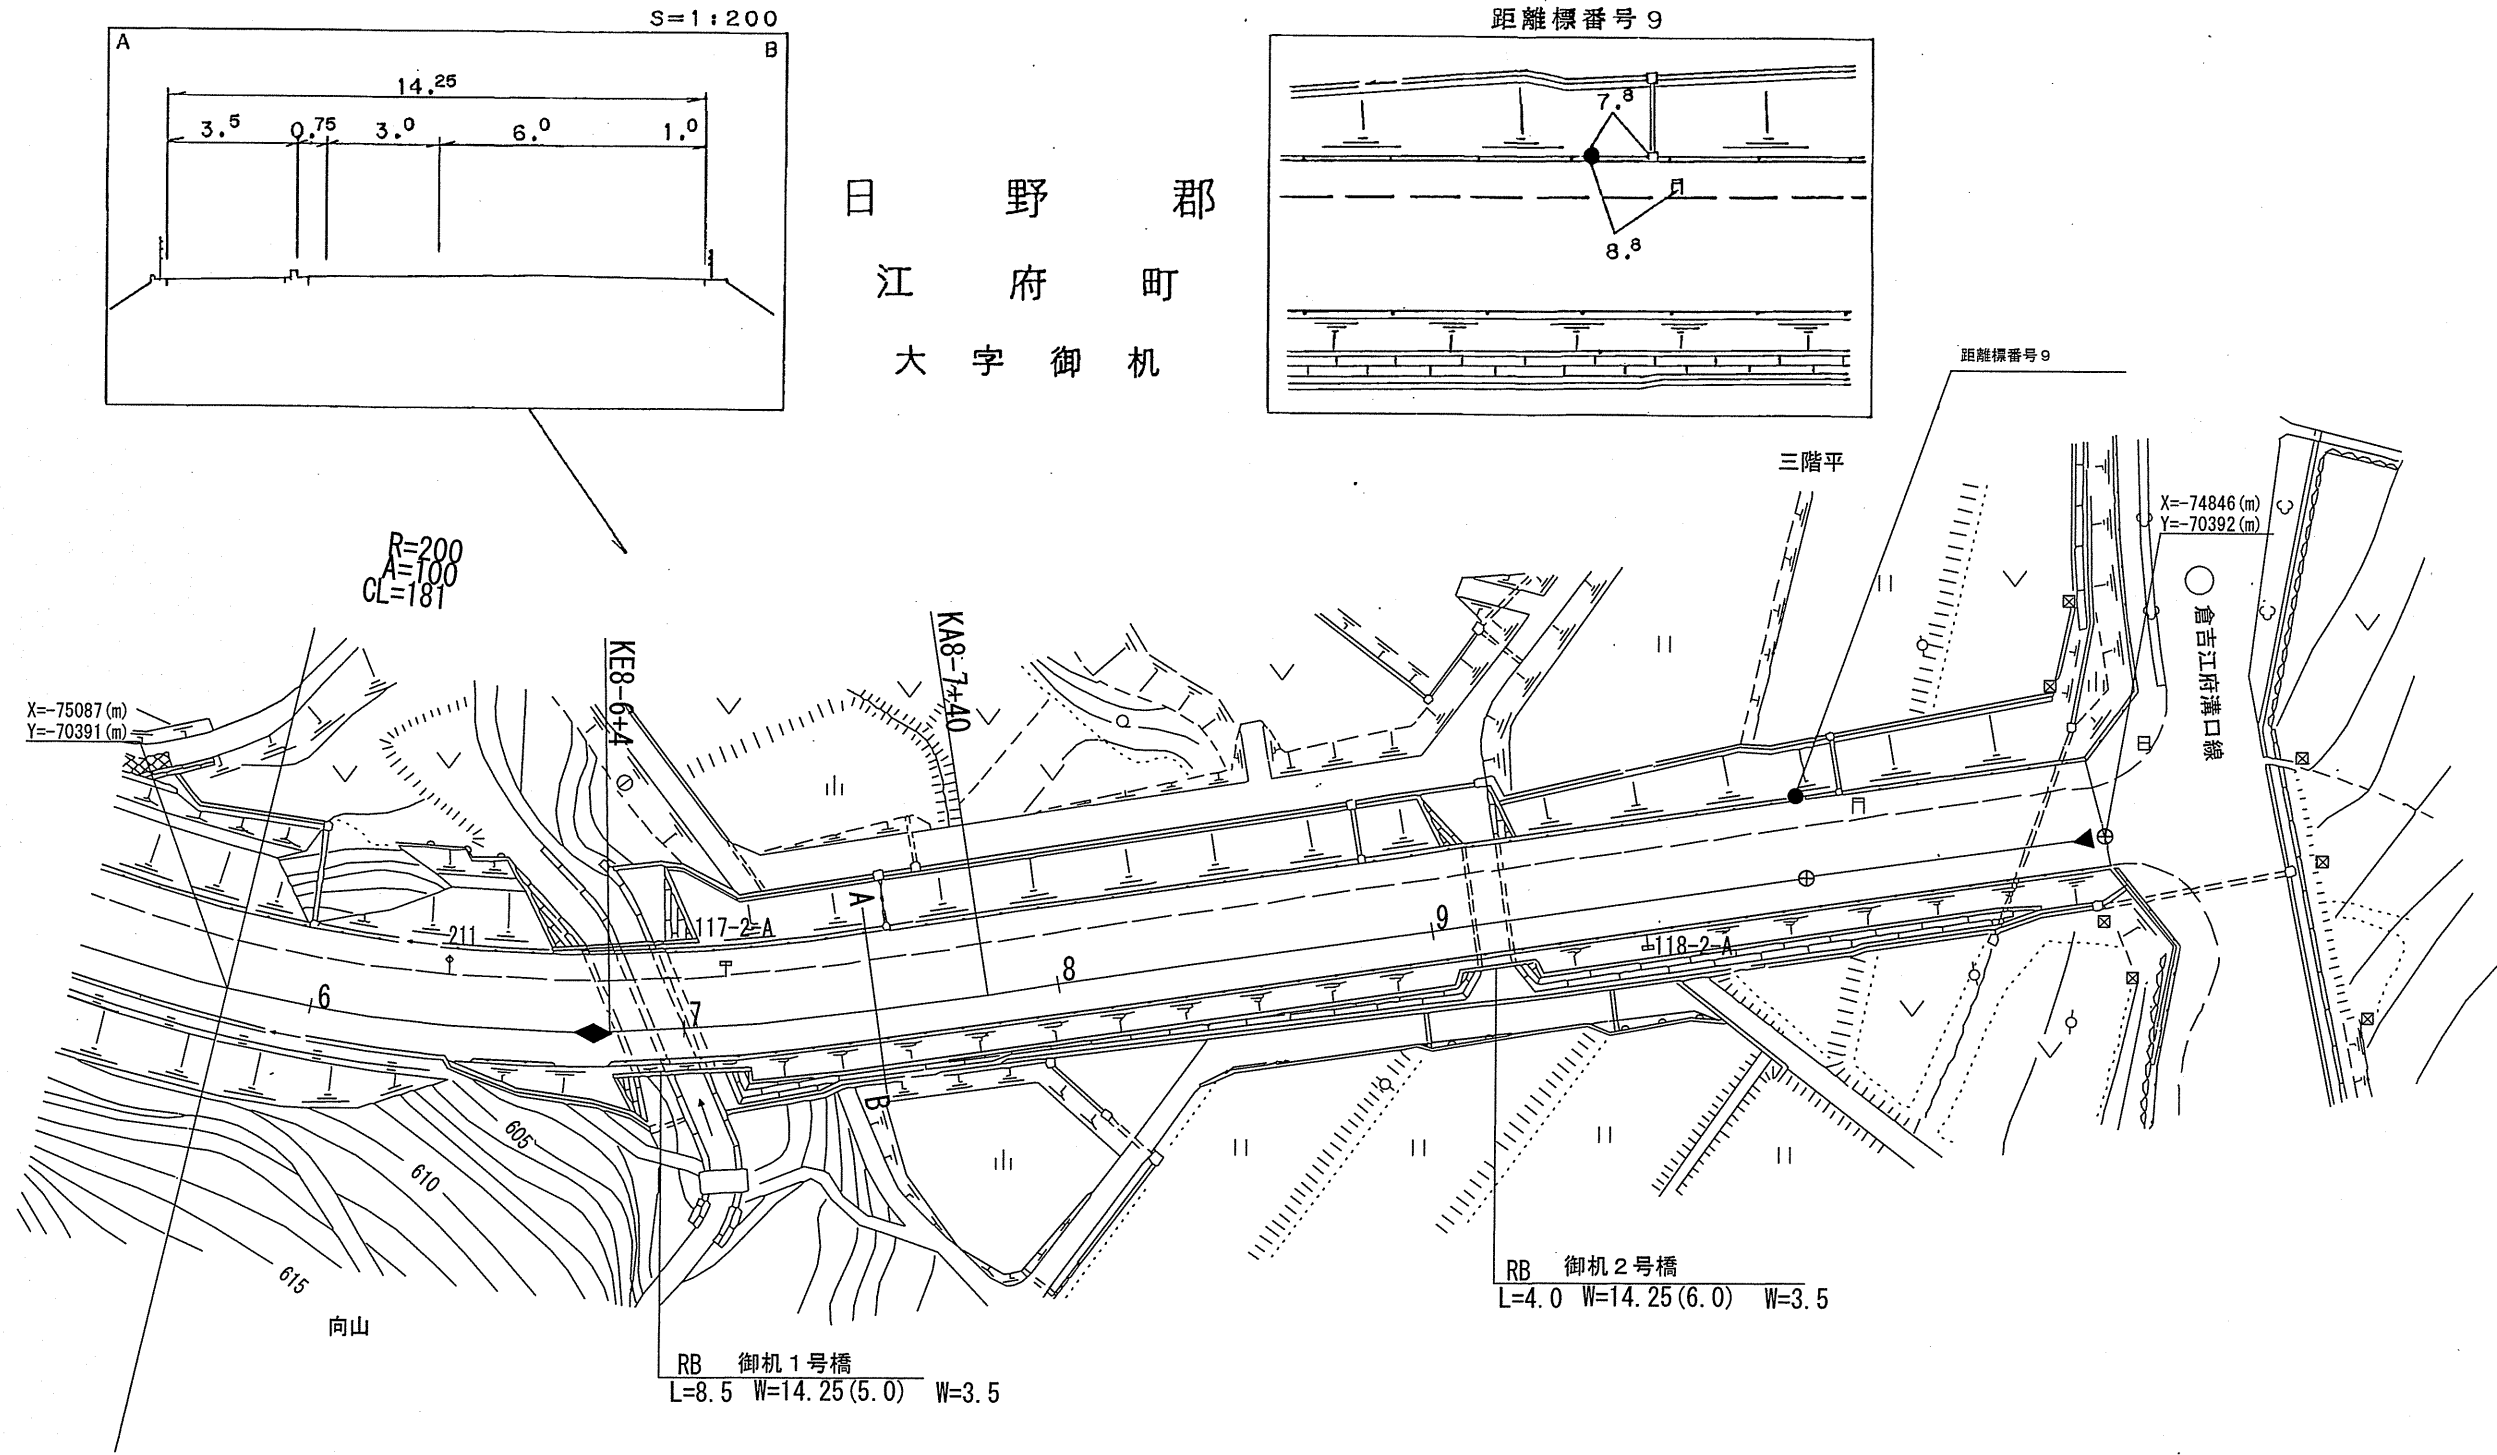 S=1:200
A
B
14.25
3.5 0.75 3.0 6.0 1.0
日野郡
江府町
大字御机
距離標番号9
7.8
8.8
距離標番号9
三階平
X=-74846(m)
Y=-70392(m)
倉吉江府溝口線
R=200
A=100
CL=181
KE8-6+4
KA8-7+40
X=-75087(m)
Y=-70391(m)
211
117-2-A
A
118-2-A
6
7
8
9
B
605
610
615
向山
RB 御机1号橋
L=8.5 W=14.25(5.0) W=3.5
RB 御机2号橋
L=4.0 W=14.25(6.0) W=3.5